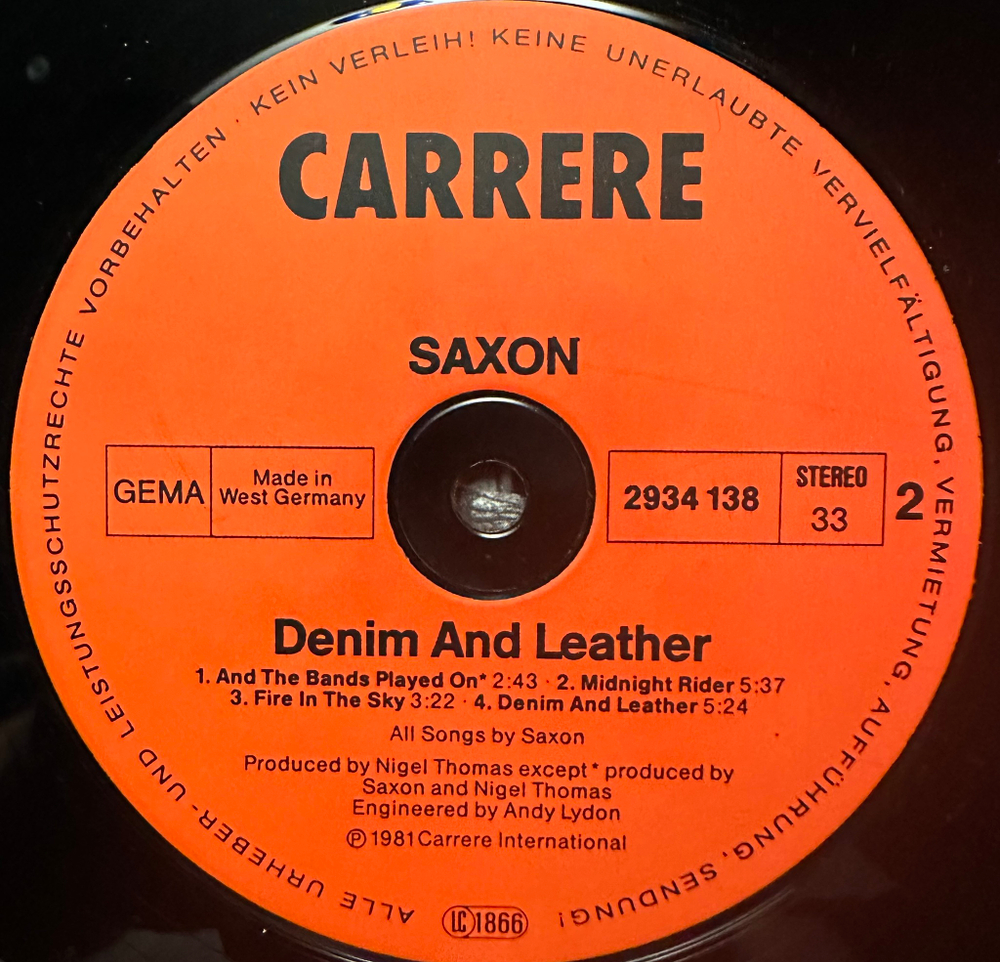 ALLE URHEBER- UND LEISTUNGSSCHUTZRECHTE VORBEHALTEN · KEIN VERLEIH! KEINE UNERLAUBTE VERVIELFÄLTIGUNG, VERMIETUNG, AUFFÜHRUNG, SENDUNG!
CARRERE
SAXON
GEMA
Made in
West Germany
2934 138
STEREO
33
2
Denim And Leather
1. And The Bands Played On* 2:43 · 2. Midnight Rider 5:37
3. Fire In The Sky 3:22 · 4. Denim And Leather 5:24
All Songs by Saxon
Produced by Nigel Thomas except* produced by
Saxon and Nigel Thomas
Engineered by Andy Lydon
℗ 1981 Carrere International
LC 1866